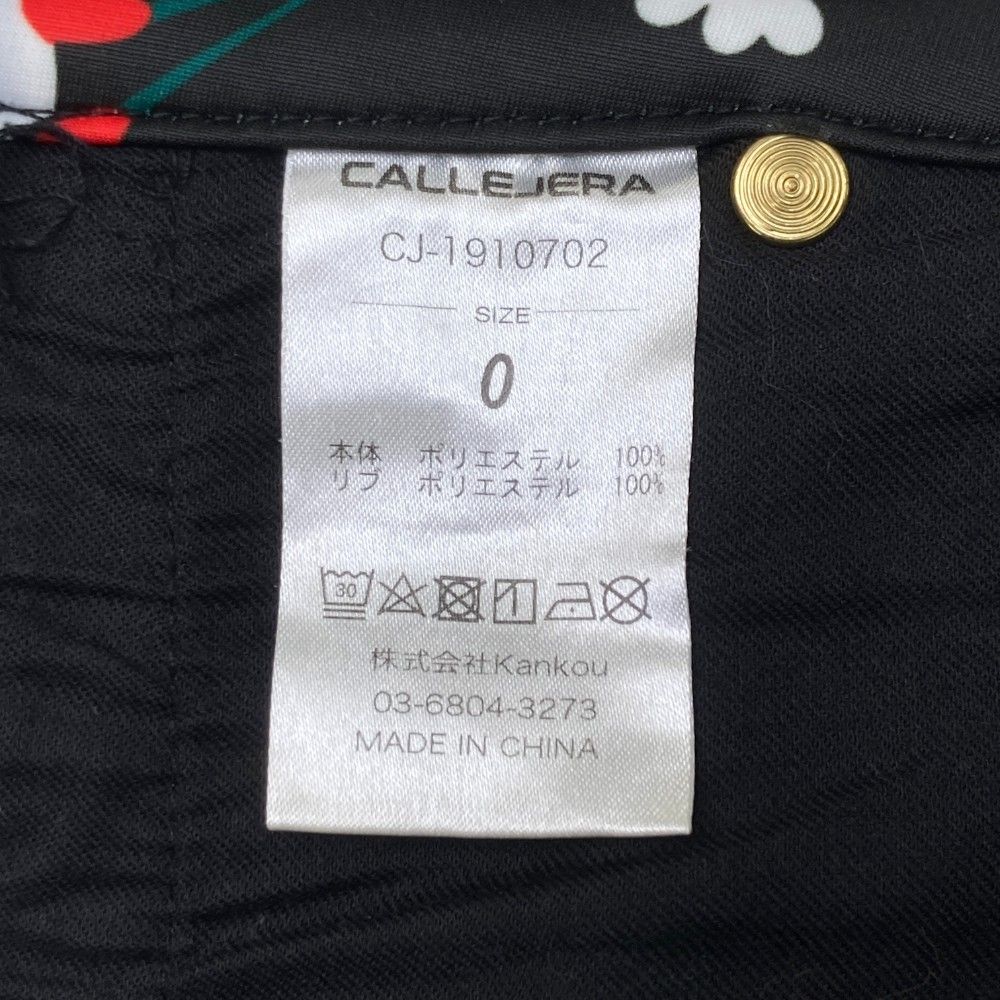 CALLEJERA
CJ-1910702
SIZE
0
本体 ポリエステル 100%
リブ ポリエステル 100%
30
1
株式会社Kankou
03-6804-3273
MADE IN CHINA